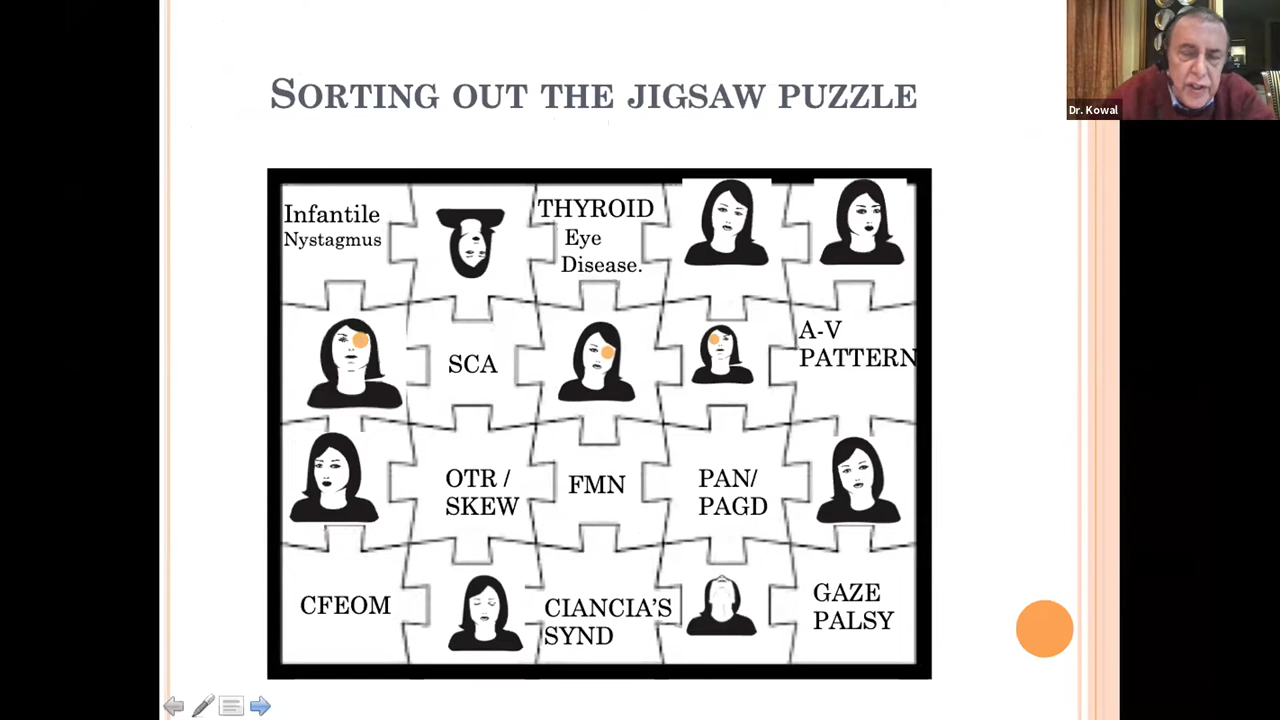 SORTING OUT THE JIGSAW PUZZLE
Dr. Kowal
Infantile
Nystagmus
THYROID
Eye
Disease.
SCA
A-V
PATTERN
OTR /
SKEW
FMN
PAN/
PAGD
CFEOM
CIANCIA'S
SYND
GAZE
PALSY